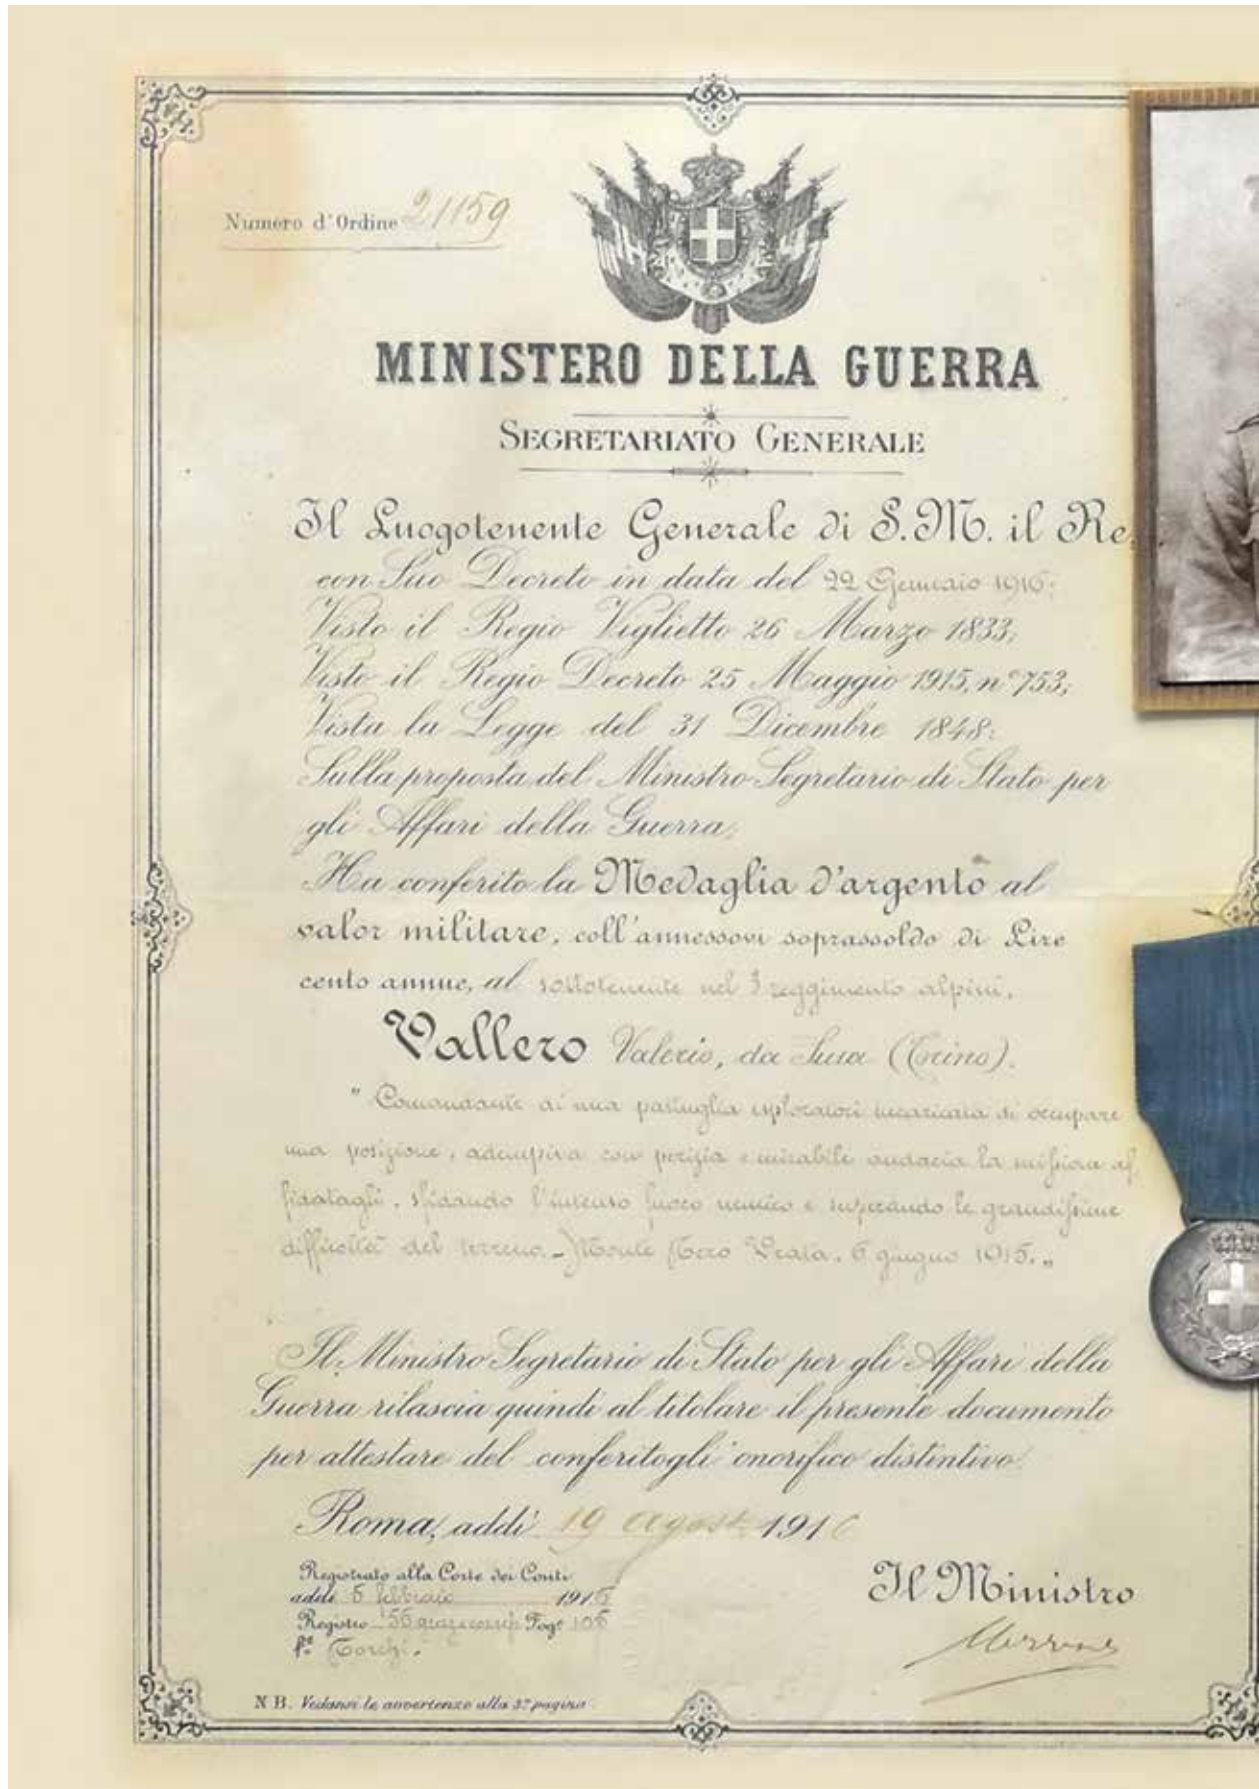 Numero d'Ordine 21159
MINISTERO DELLA GUERRA
SEGRETARIATO GENERALE
Il Luogotenente Generale di S.M. il Re,
con Suo Decreto in data del 22 Gennaio 1916;
Visto il Regio Viglietto 26 Marzo 1833;
Visto il Regio Decreto 25 Maggio 1915, n° 753;
Vista la Legge del 31 Dicembre 1848;
Sulla proposta del Ministro Segretario di Stato per
gli Affari della Guerra;
Ha conferito la Medaglia d'argento al
valor militare, coll'annessovi soprassoldo di Lire
cento annue, al sottotenente nel 3 reggimento alpini,
Vallero Valerio, da Susa (Torino).
"Comandante di una pattuglia esploratori incaricata di occupare
una posizione, adempiva con perizia e mirabile audacia la missione af-
fidatagli, sfidando l'intenso fuoco nemico e superando le grandissime
difficoltà del terreno. - Monte Nero Vrata, 6 giugno 1915."
Il Ministro Segretario di Stato per gli Affari della
Guerra rilascia quindi al titolare il presente documento
per attestare del conferitogli onorifico distintivo.
Roma, addì 19 Agosto 1916
Registrato alla Corte dei Conti
addì 5 febbraio 1916
Registro 56 Fogo 106
Fo
Il Ministro
N B. Vedansi le avvertenze alla 3a pagina